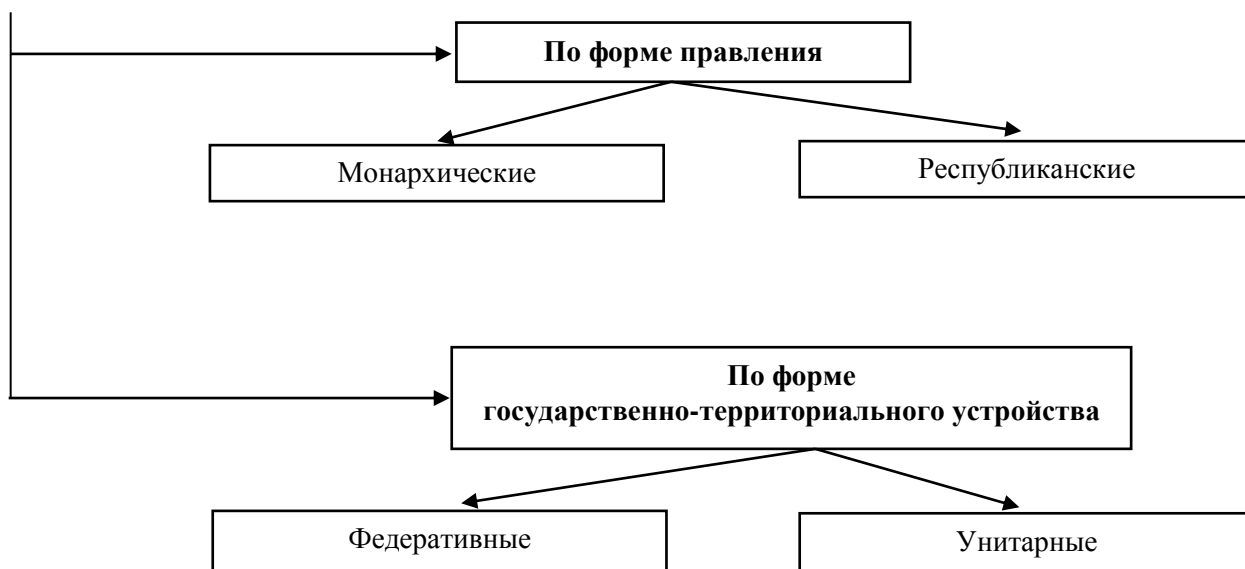 По форме правления
Монархические
Республиканские
По форме
государственно-территориального устройства
Федеративные
Унитарные